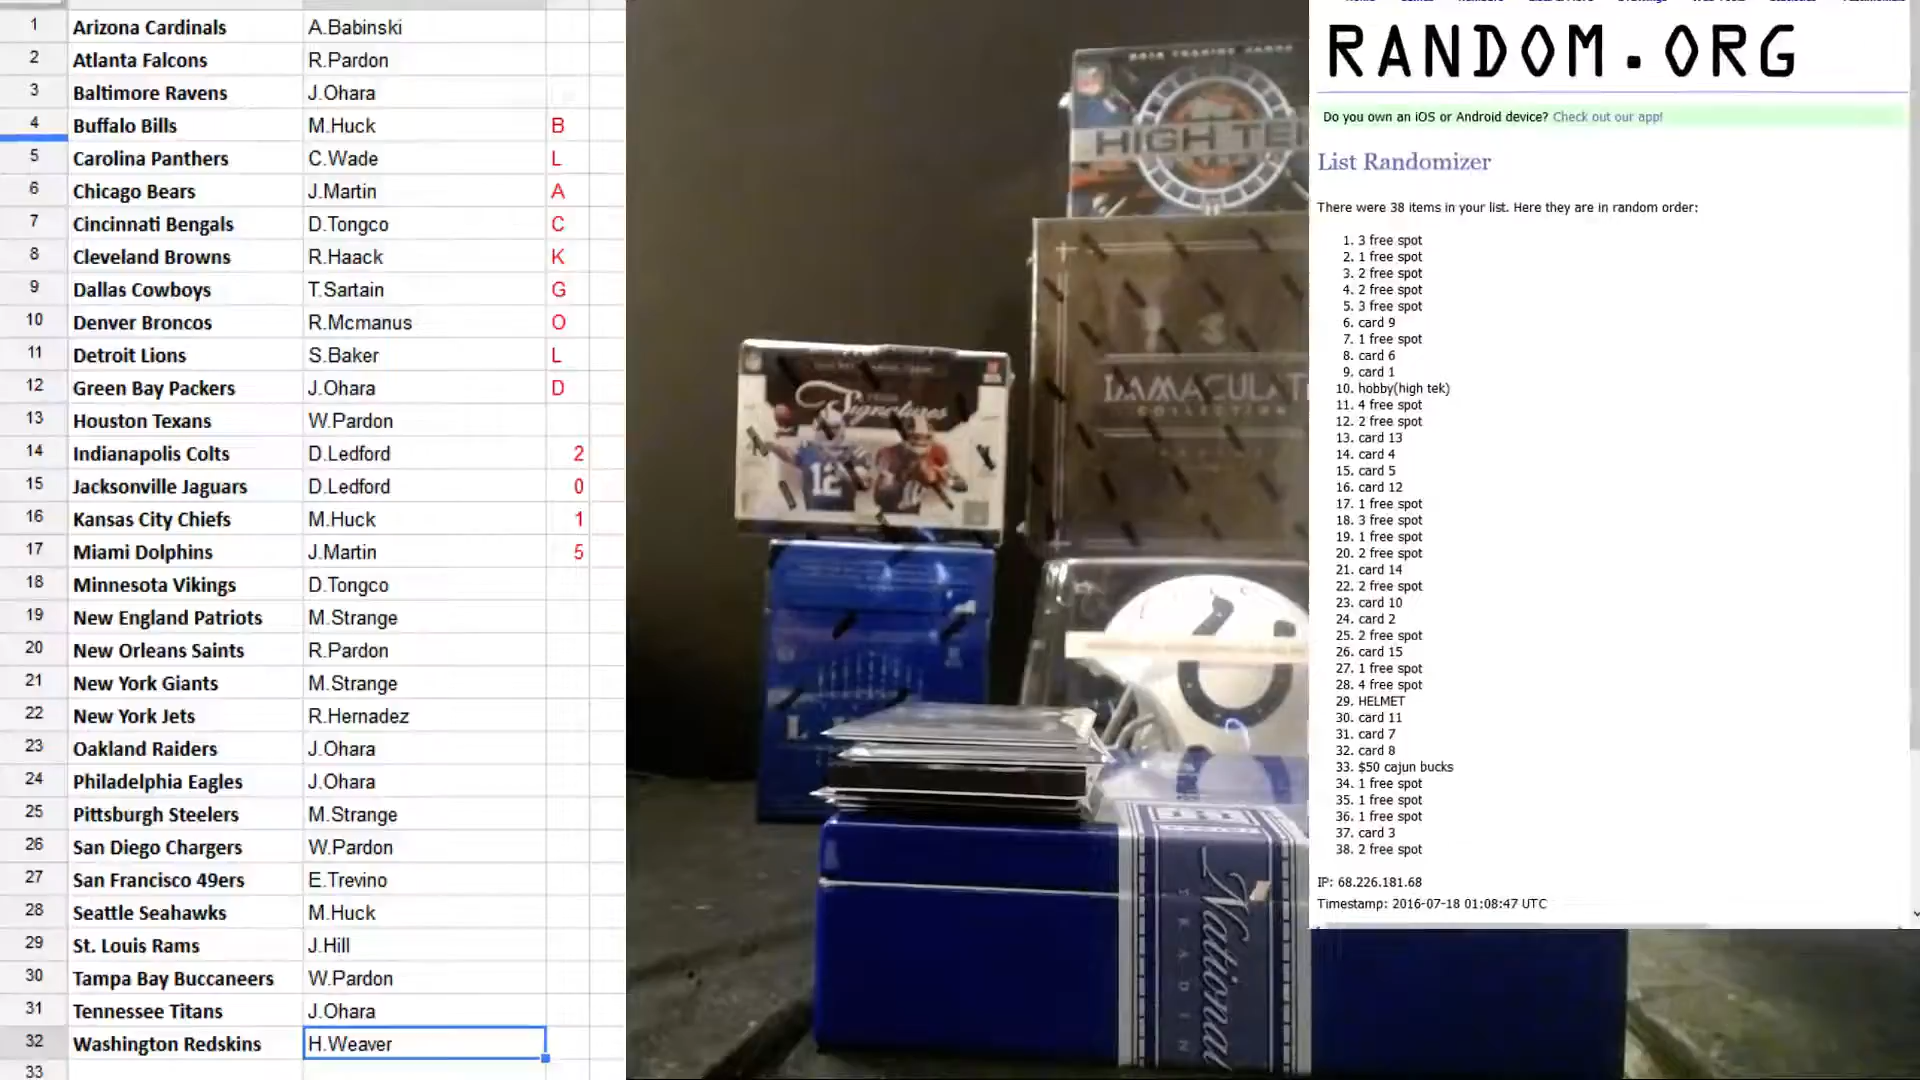 1 Arizona Cardinals A.Babinski
2 Atlanta Falcons R.Pardon
3 Baltimore Ravens J.Ohara
4 Buffalo Bills M.Huck B
5 Carolina Panthers C.Wade L
6 Chicago Bears J.Martin A
7 Cincinnati Bengals D.Tongco C
8 Cleveland Browns R.Haack K
9 Dallas Cowboys T.Sartain G
10 Denver Broncos R.Mcmanus O
11 Detroit Lions S.Baker L
12 Green Bay Packers J.Ohara D
13 Houston Texans W.Pardon
14 Indianapolis Colts D.Ledford 2
15 Jacksonville Jaguars D.Ledford 0
16 Kansas City Chiefs M.Huck 1
17 Miami Dolphins J.Martin 5
18 Minnesota Vikings D.Tongco
19 New England Patriots M.Strange
20 New Orleans Saints R.Pardon
21 New York Giants M.Strange
22 New York Jets R.Hernadez
23 Oakland Raiders J.Ohara
24 Philadelphia Eagles J.Ohara
25 Pittsburgh Steelers M.Strange
26 San Diego Chargers W.Pardon
27 San Francisco 49ers E.Trevino
28 Seattle Seahawks M.Huck
29 St. Louis Rams J.Hill
30 Tampa Bay Buccaneers W.Pardon
31 Tennessee Titans J.Ohara
32 Washington Redskins H.Weaver
33
HIGH TE
IMMACULAT
COLLECTION
Signatures
12
National
RANDOM.ORG
Do you own an iOS or Android device? Check out our app!
List Randomizer
There were 38 items in your list. Here they are in random order:
1. 3 free spot
2. 1 free spot
3. 2 free spot
4. 2 free spot
5. 3 free spot
6. card 9
7. 1 free spot
8. card 6
9. card 1
10. hobby(high tek)
11. 4 free spot
12. 2 free spot
13. card 13
14. card 4
15. card 5
16. card 12
17. 1 free spot
18. 3 free spot
19. 1 free spot
20. 2 free spot
21. card 14
22. 2 free spot
23. card 10
24. card 2
25. 2 free spot
26. card 15
27. 1 free spot
28. 4 free spot
29. HELMET
30. card 11
31. card 7
32. card 8
33. $50 cajun bucks
34. 1 free spot
35. 1 free spot
36. 1 free spot
37. card 3
38. 2 free spot
IP: 68.226.181.68
Timestamp: 2016-07-18 01:08:47 UTC